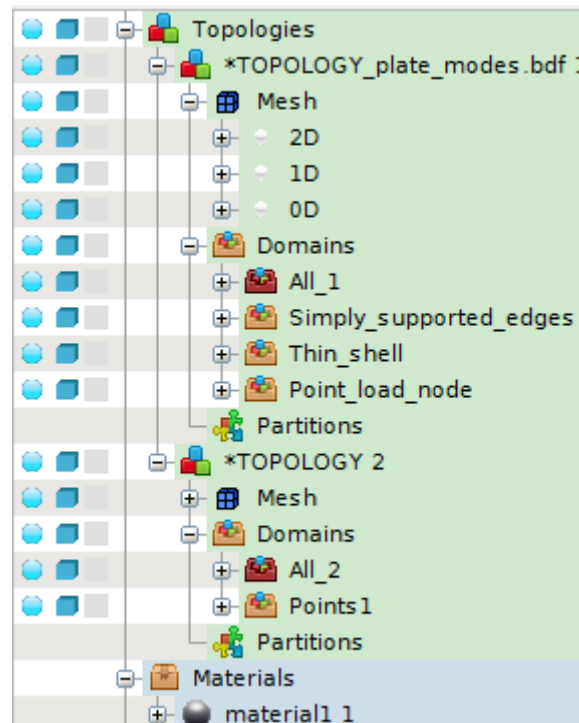 Topologies
*TOPOLOGY_plate_modes.bdf 1
Mesh
2D
1D
0D
Domains
All_1
Simply_supported_edges
Thin_shell
Point_load_node
Partitions
*TOPOLOGY 2
Mesh
Domains
All_2
Points1
Partitions
Materials
material1 1